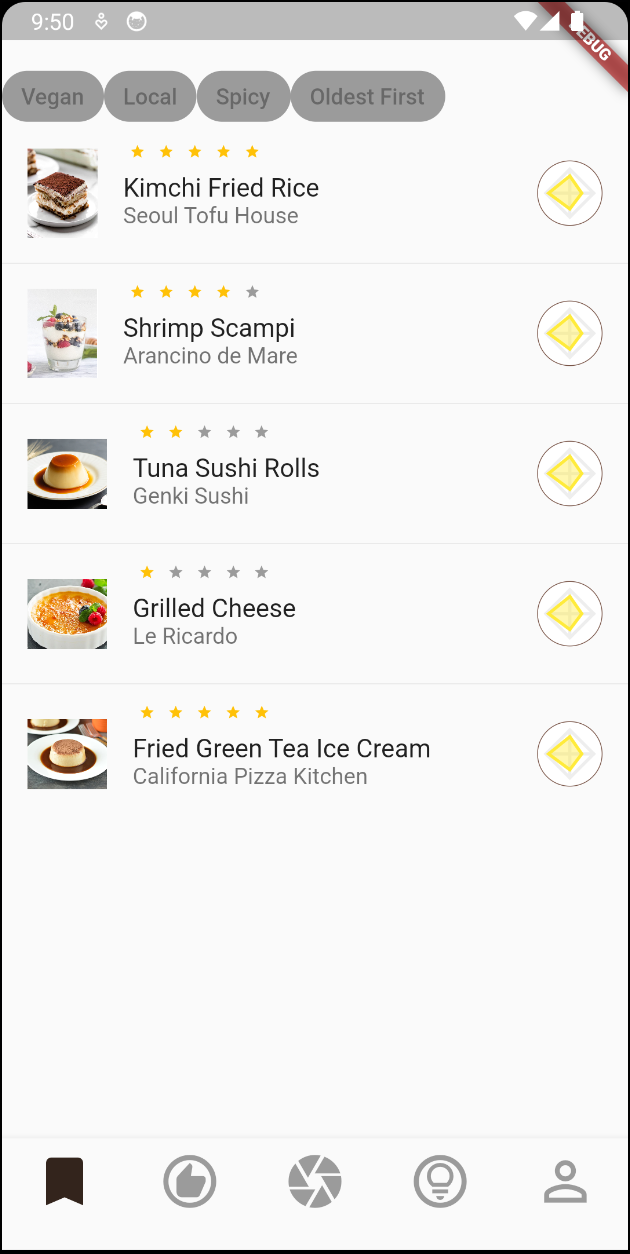 9:50
DEBUG
Vegan Local Spicy Oldest First
Kimchi Fried Rice
Seoul Tofu House
Shrimp Scampi
Arancino de Mare
Tuna Sushi Rolls
Genki Sushi
Grilled Cheese
Le Ricardo
Fried Green Tea Ice Cream
California Pizza Kitchen